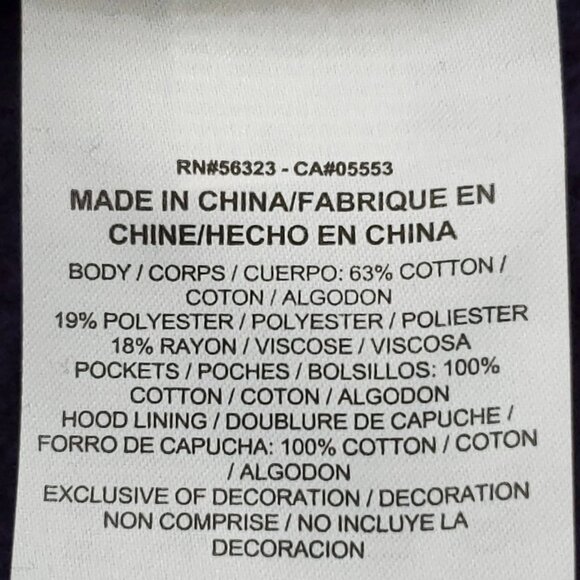 RN#56323 - CA#05553
MADE IN CHINA/FABRIQUE EN
CHINE/HECHO EN CHINA
BODY / CORPS / CUERPO: 63% COTTON /
COTON / ALGODON
19% POLYESTER / POLYESTER / POLIESTER
18% RAYON / VISCOSE / VISCOSA
POCKETS / POCHES / BOLSILLOS: 100%
COTTON / COTON / ALGODON
HOOD LINING / DOUBLURE DE CAPUCHE /
FORRO DE CAPUCHA: 100% COTTON / COTON
/ ALGODON
EXCLUSIVE OF DECORATION / DECORATION
NON COMPRISE / NO INCLUYE LA
DECORACION